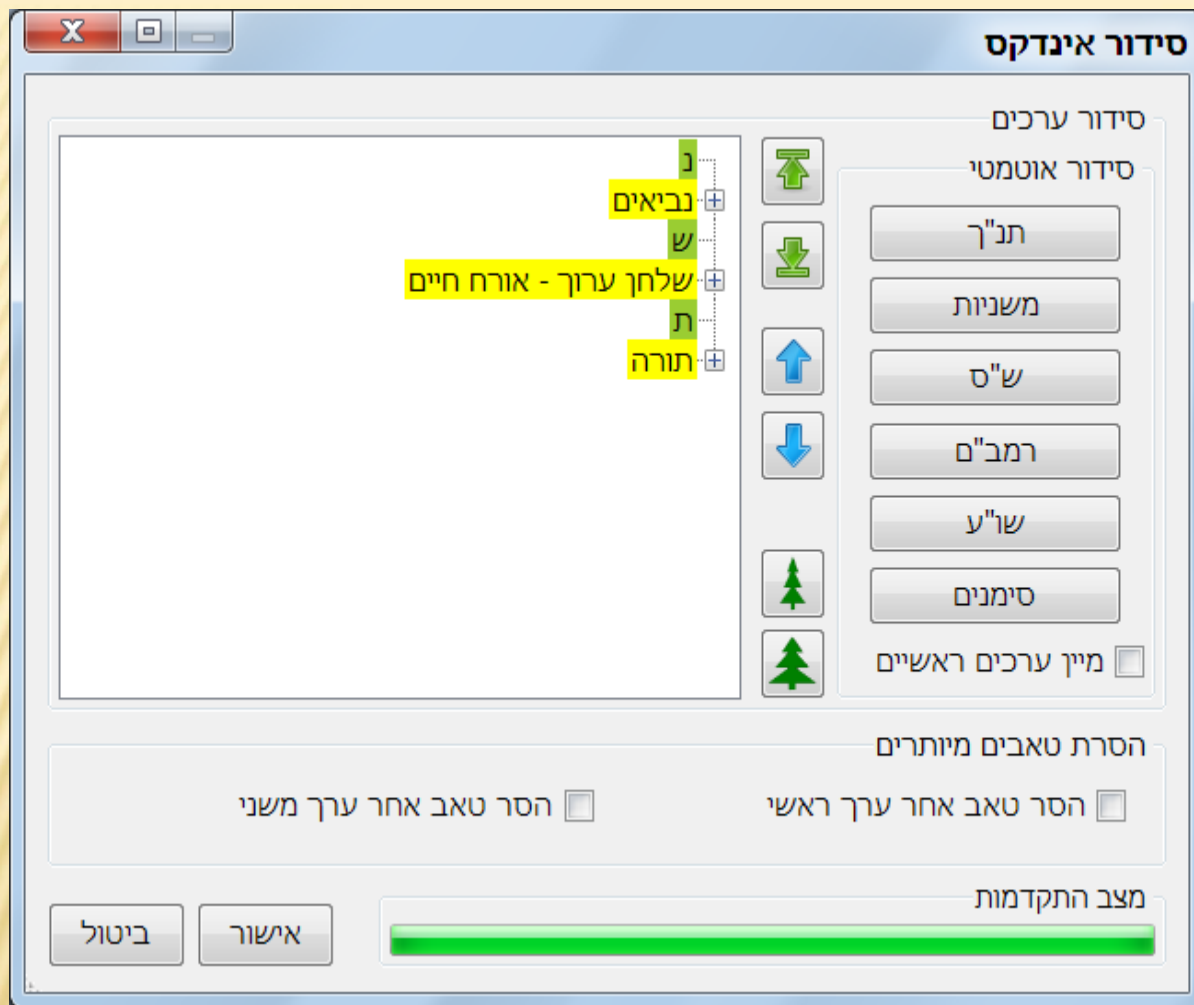 סידור אינדקס
סידור ערכים
סידור אוטמטי
תנ"ך
משניות
ש"ס
רמב"ם
שו"ע
סימנים
מיין ערכים ראשיים
נ
נביאים
ש
שלחן ערוך - אורח חיים
ת
תורה
הסרת טאבים מיותרים
הסר טאב אחר ערך ראשי
הסר טאב אחר ערך משני
מצב התקדמות
אישור
ביטול